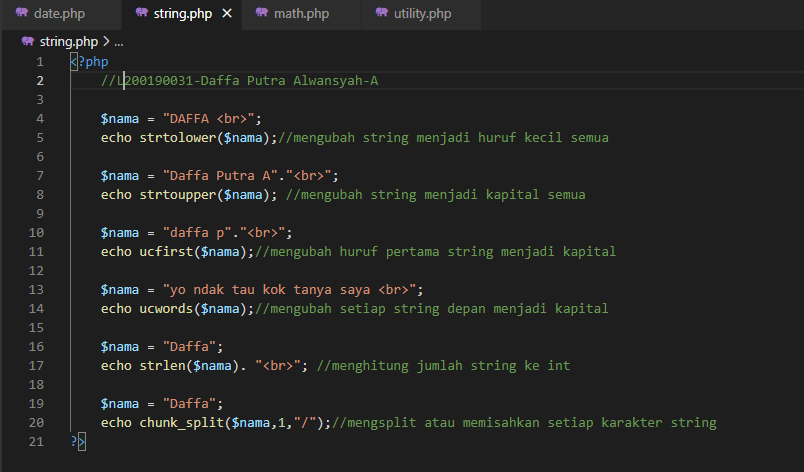 date.php string.php × math.php utility.php
string.php > ...
1 <?php
2 //L200190031-Daffa Putra Alwansyah-A
3
4 $nama = "DAFFA <br>";
5 echo strtolower($nama);//mengubah string menjadi huruf kecil semua
6
7 $nama = "Daffa Putra A"."<br>";
8 echo strtoupper($nama); //mengubah string menjadi kapital semua
9
10 $nama = "daffa p"."<br>";
11 echo ucfirst($nama);//mengubah huruf pertama string menjadi kapital
12
13 $nama = "yo ndak tau kok tanya saya <br>";
14 echo ucwords($nama);//mengubah setiap string depan menjadi kapital
15
16 $nama = "Daffa";
17 echo strlen($nama). "<br>"; //menghitung jumlah string ke int
18
19 $nama = "Daffa";
20 echo chunk_split($nama,1,"/");//mengsplit atau memisahkan setiap karakter string
21 ?>